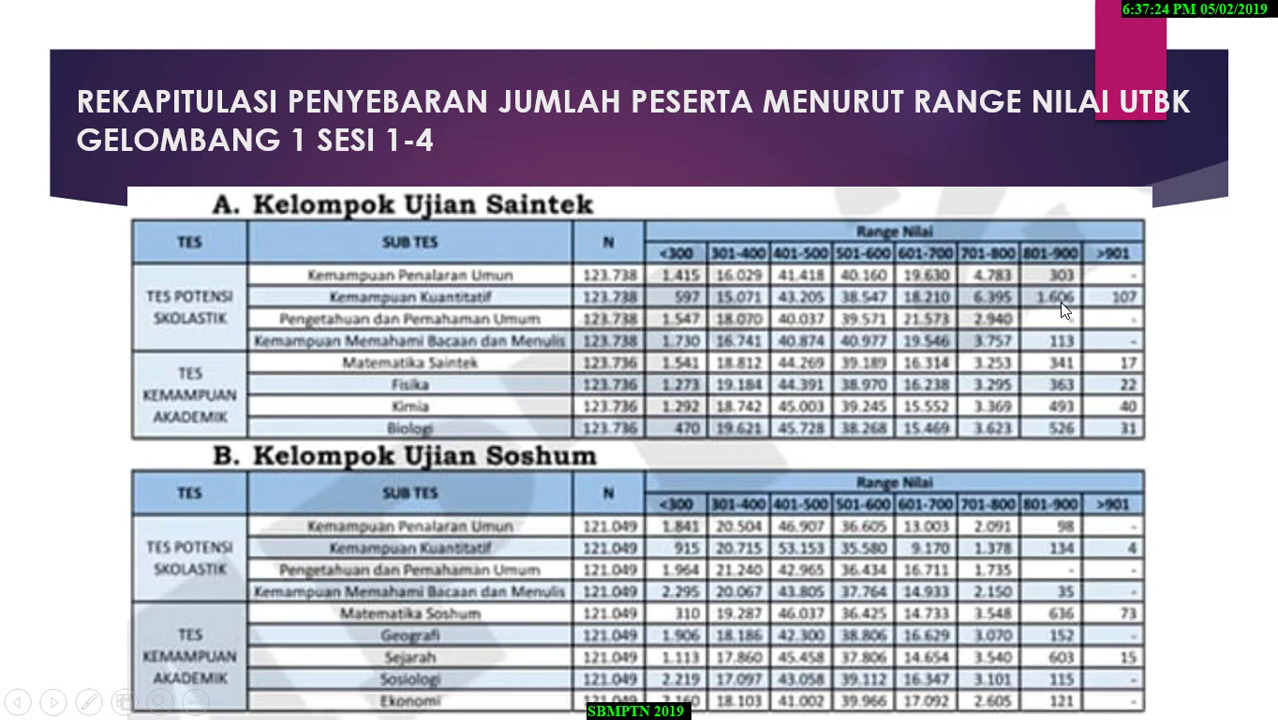 6:37:24 PM 05/02/2019
REKAPITULASI PENYEBARAN JUMLAH PESERTA MENURUT RANGE NILAI UTBK
GELOMBANG 1 SESI 1-4
A. Kelompok Ujian Saintek
TES SUB TES N Range Nilai
<300 301-400 401-500 501-600 601-700 701-800 801-900 >901
TES POTENSI SKOLASTIK
Kemampuan Penalaran Umun 123.738 1.415 16.029 41.418 40.160 19.630 4.783 303 -
Kemampuan Kuantitatif 123.738 597 15.071 43.205 38.547 18.210 6.395 1.606 107
Pengetahuan dan Pemahaman Umum 123.738 1.547 18.070 40.037 39.571 21.573 2.940 - -
Kemampuan Memahami Bacaan dan Menulis 123.738 1.730 16.741 40.874 40.977 19.546 3.757 113 -
TES KEMAMPUAN AKADEMIK
Matematika Saintek 123.736 1.541 18.812 44.269 39.189 16.314 3.253 341 17
Fisika 123.736 1.273 19.184 44.391 38.970 16.238 3.295 363 22
Kimia 123.736 1.292 18.742 45.003 39.245 15.552 3.369 493 40
Biologi 123.736 470 19.621 45.728 38.268 15.469 3.623 526 31
B. Kelompok Ujian Soshum
TES SUB TES N Range Nilai
<300 301-400 401-500 501-600 601-700 701-800 801-900 >901
TES POTENSI SKOLASTIK
Kemampuan Penalaran Umun 121.049 1.841 20.504 46.907 36.605 13.003 2.091 98 -
Kemampuan Kuantitatif 121.049 915 20.715 53.153 35.580 9.170 1.378 134 4
Pengetahuan dan Pemahaman Umum 121.049 1.964 21.240 42.965 36.434 16.711 1.735 - -
Kemampuan Memahami Bacaan dan Menulis 121.049 2.295 20.067 43.805 37.764 14.933 2.150 35 -
TES KEMAMPUAN AKADEMIK
Matematika Soshum 121.049 310 19.287 46.037 36.425 14.733 3.548 636 73
Geografi 121.049 1.906 18.186 42.300 38.806 16.629 3.070 152 -
Sejarah 121.049 1.113 17.860 45.458 37.806 14.654 3.540 603 15
Sosiologi 121.049 2.219 17.097 43.058 39.112 16.347 3.101 115 -
Ekonomi 18.103 41.002 39.966 17.092 2.605 121 -
SBMPTN 2019